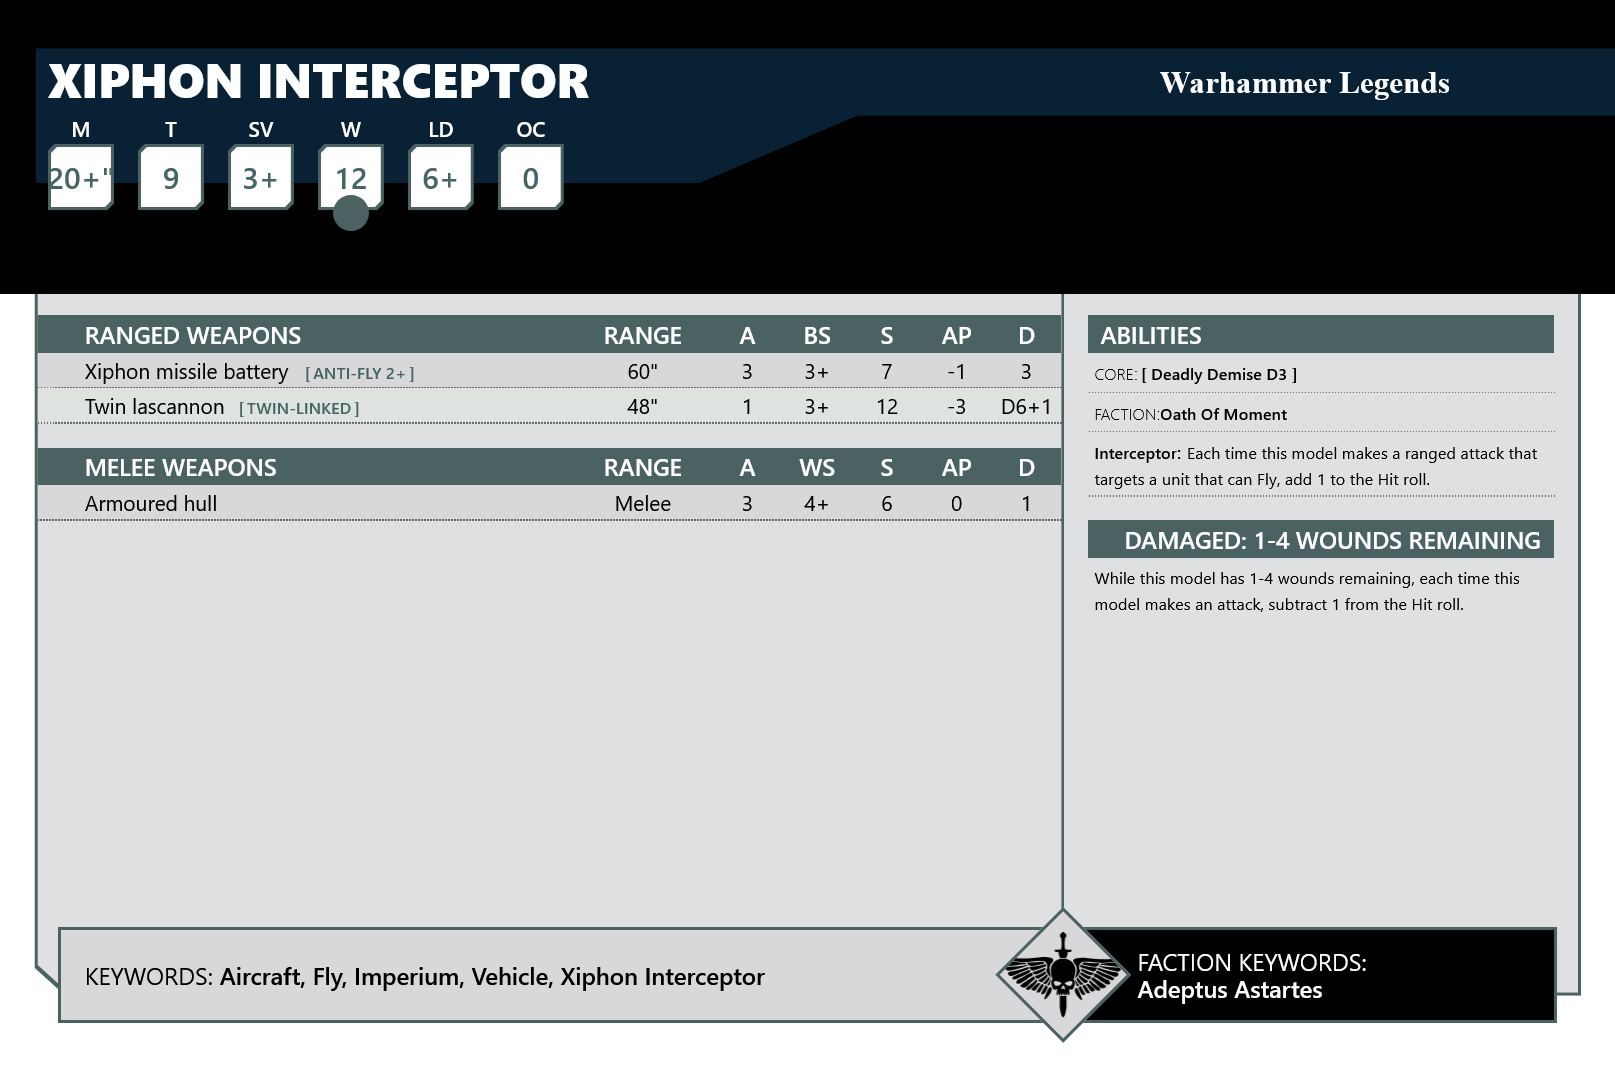 XIPHON INTERCEPTOR
Warhammer Legends
M T SV W LD OC
20+" 9 3+ 12 6+ 0
RANGED WEAPONS RANGE A BS S AP D
Xiphon missile battery [ ANTI-FLY 2+ ] 60" 3 3+ 7 -1 3
Twin lascannon [ TWIN-LINKED ] 48" 1 3+ 12 -3 D6+1
MELEE WEAPONS RANGE A WS S AP D
Armoured hull Melee 3 4+ 6 0 1
ABILITIES
CORE: [ Deadly Demise D3 ]
FACTION:Oath Of Moment
Interceptor: Each time this model makes a ranged attack that
targets a unit that can Fly, add 1 to the Hit roll.
DAMAGED: 1-4 WOUNDS REMAINING
While this model has 1-4 wounds remaining, each time this
model makes an attack, subtract 1 from the Hit roll.
KEYWORDS: Aircraft, Fly, Imperium, Vehicle, Xiphon Interceptor
FACTION KEYWORDS:
Adeptus Astartes